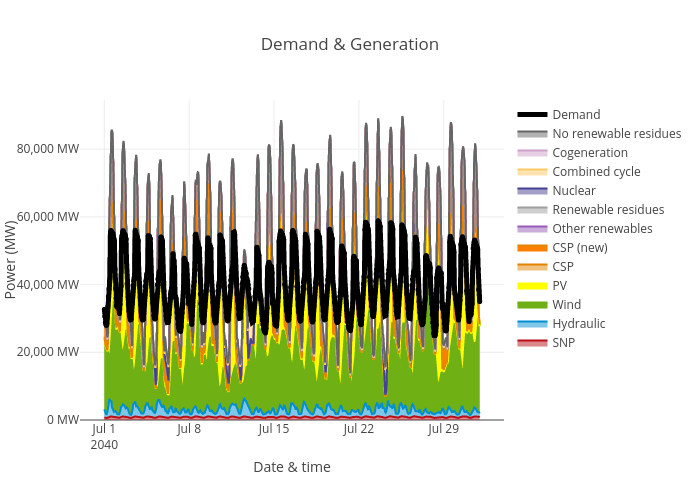 Demand & Generation
Power (MW)
80,000 MW
60,000 MW
40,000 MW
20,000 MW
0 MW
Jul 1
2040
Jul 8
Jul 15
Jul 22
Jul 29
Date & time
Demand
No renewable residues
Cogeneration
Combined cycle
Nuclear
Renewable residues
Other renewables
CSP (new)
CSP
PV
Wind
Hydraulic
SNP